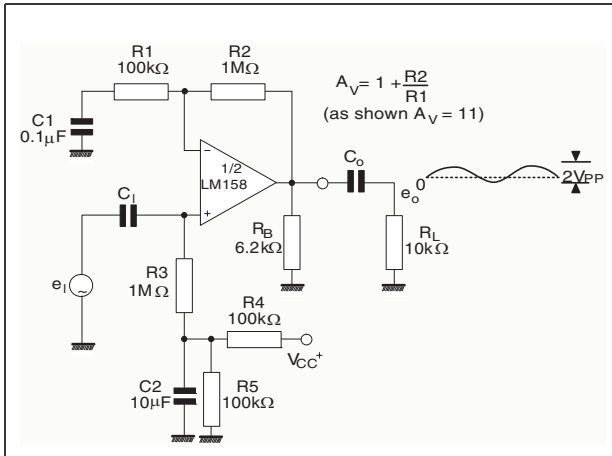 R1
100kΩ
R2
1MΩ
A_V = 1 + R2/R1
(as shown A_V = 11)
C1
0.1μF
1/2
LM158
C_I
C_o
e_o
0
2V_PP
R_B
6.2kΩ
R_L
10kΩ
R3
1MΩ
e_I
~
R4
100kΩ
V_CC+
C2
10μF
R5
100kΩ